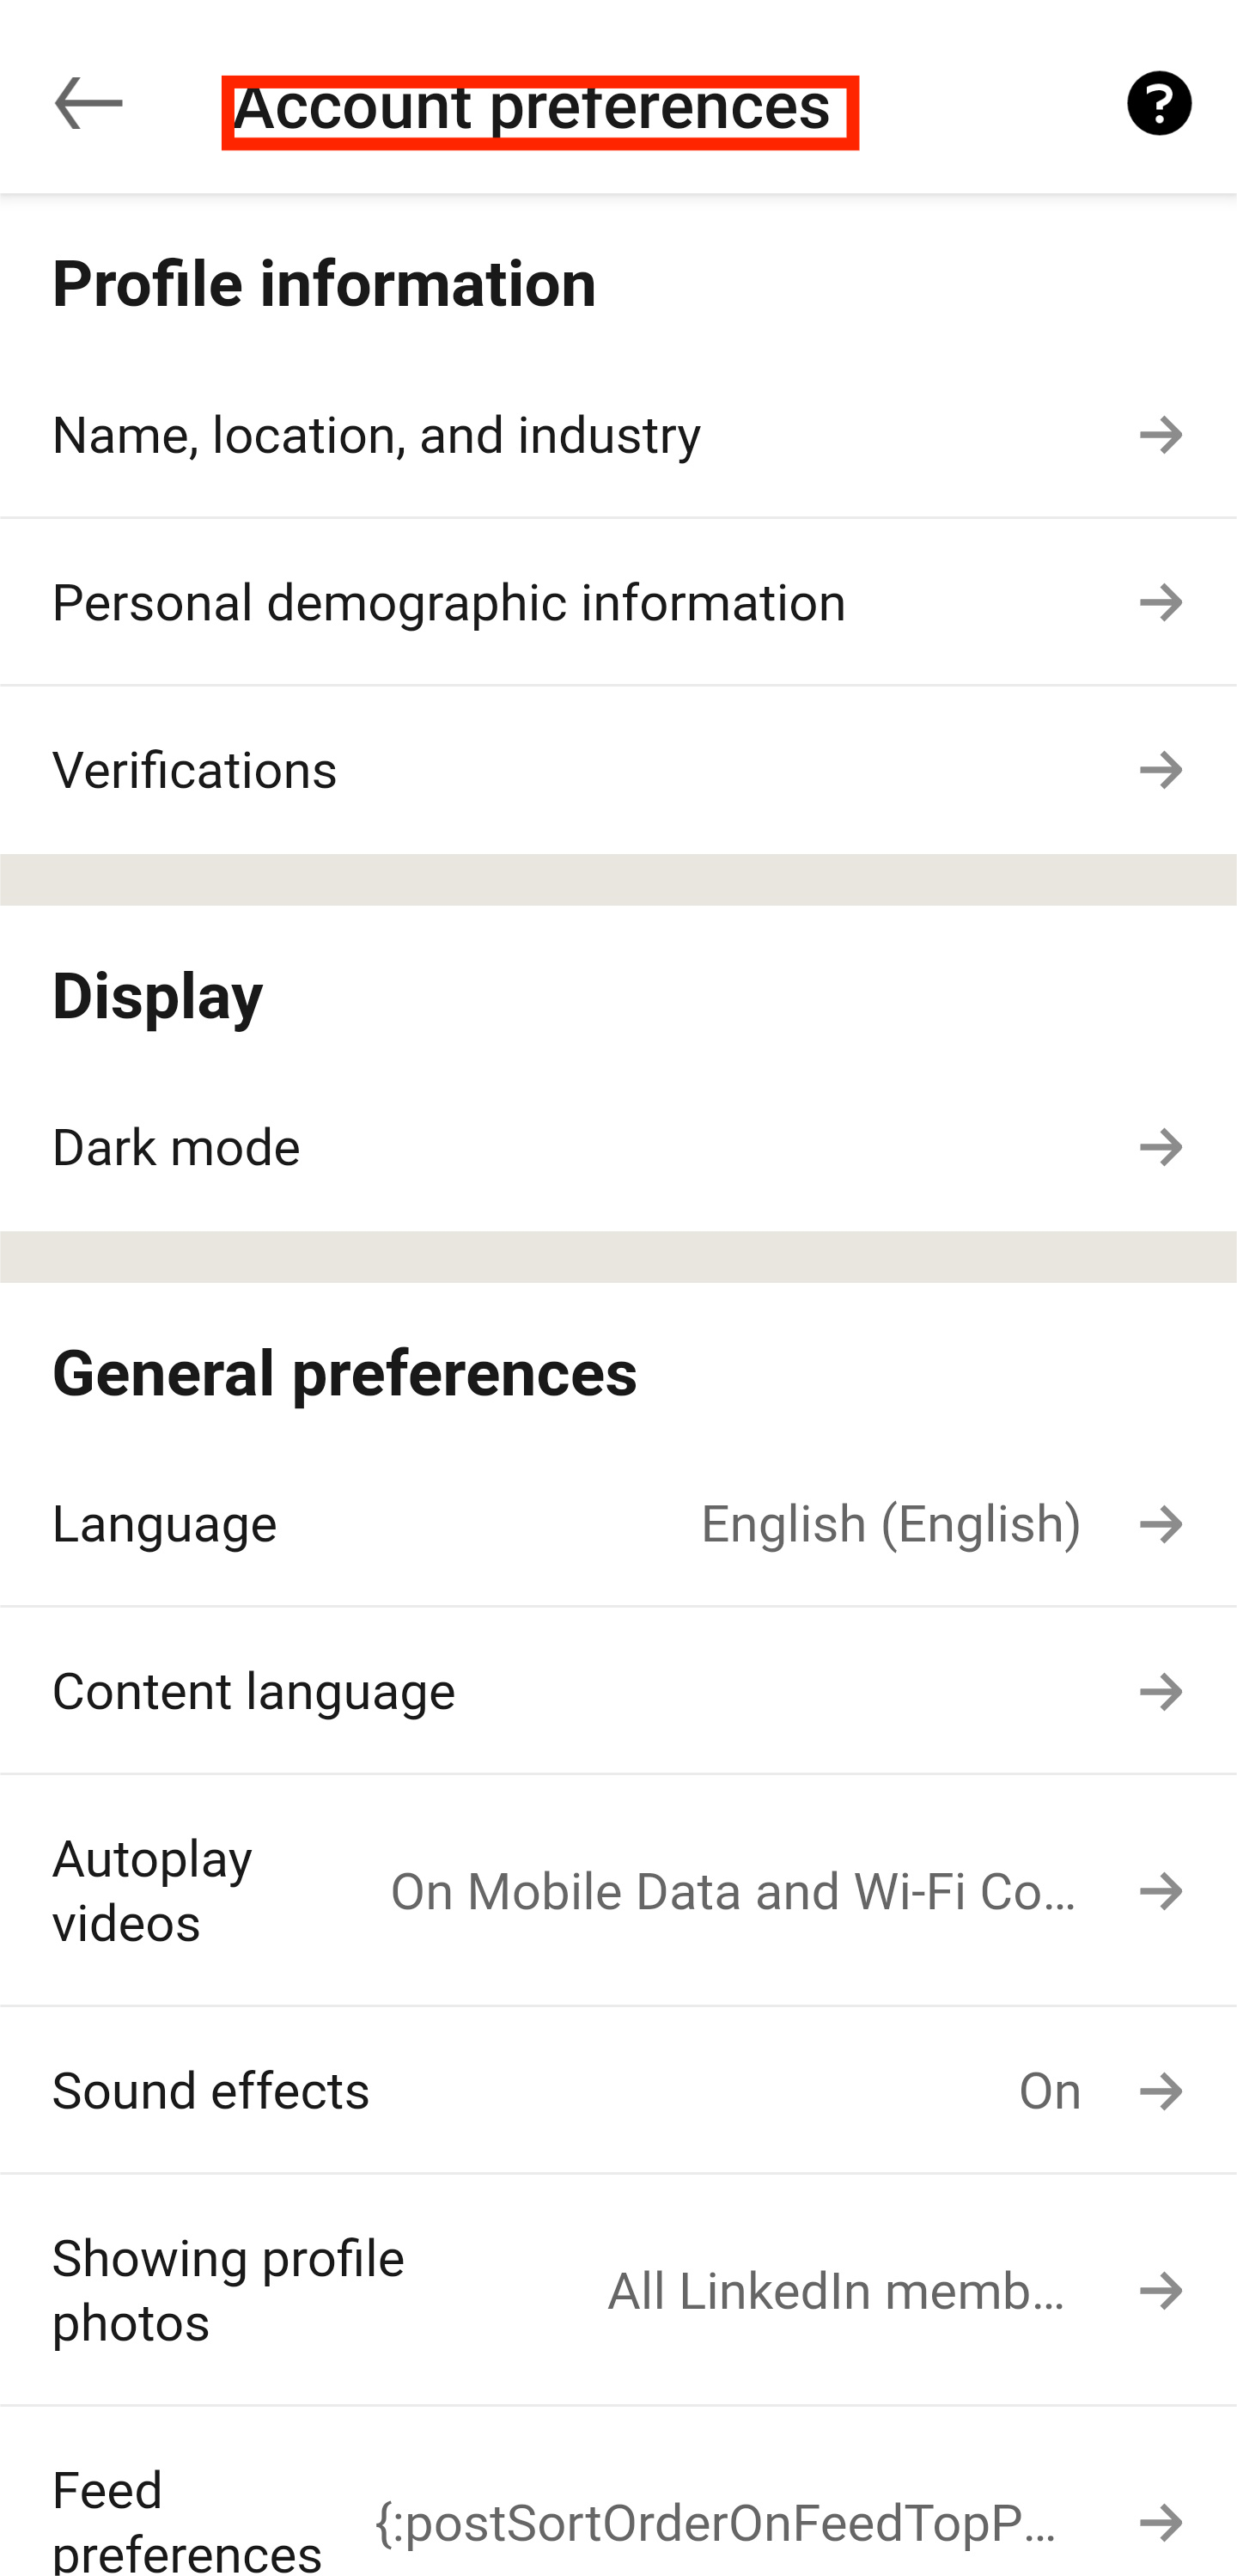 Account preferences
?
Profile information
Name, location, and industry
Personal demographic information
Verifications
Display
Dark mode
General preferences
Language English (English)
Content language
Autoplay
videos
On Mobile Data and Wi-Fi Co...
Sound effects On
Showing profile
photos
All LinkedIn memb...
Feed
preferences
{:postSortOrderOnFeedTopP...